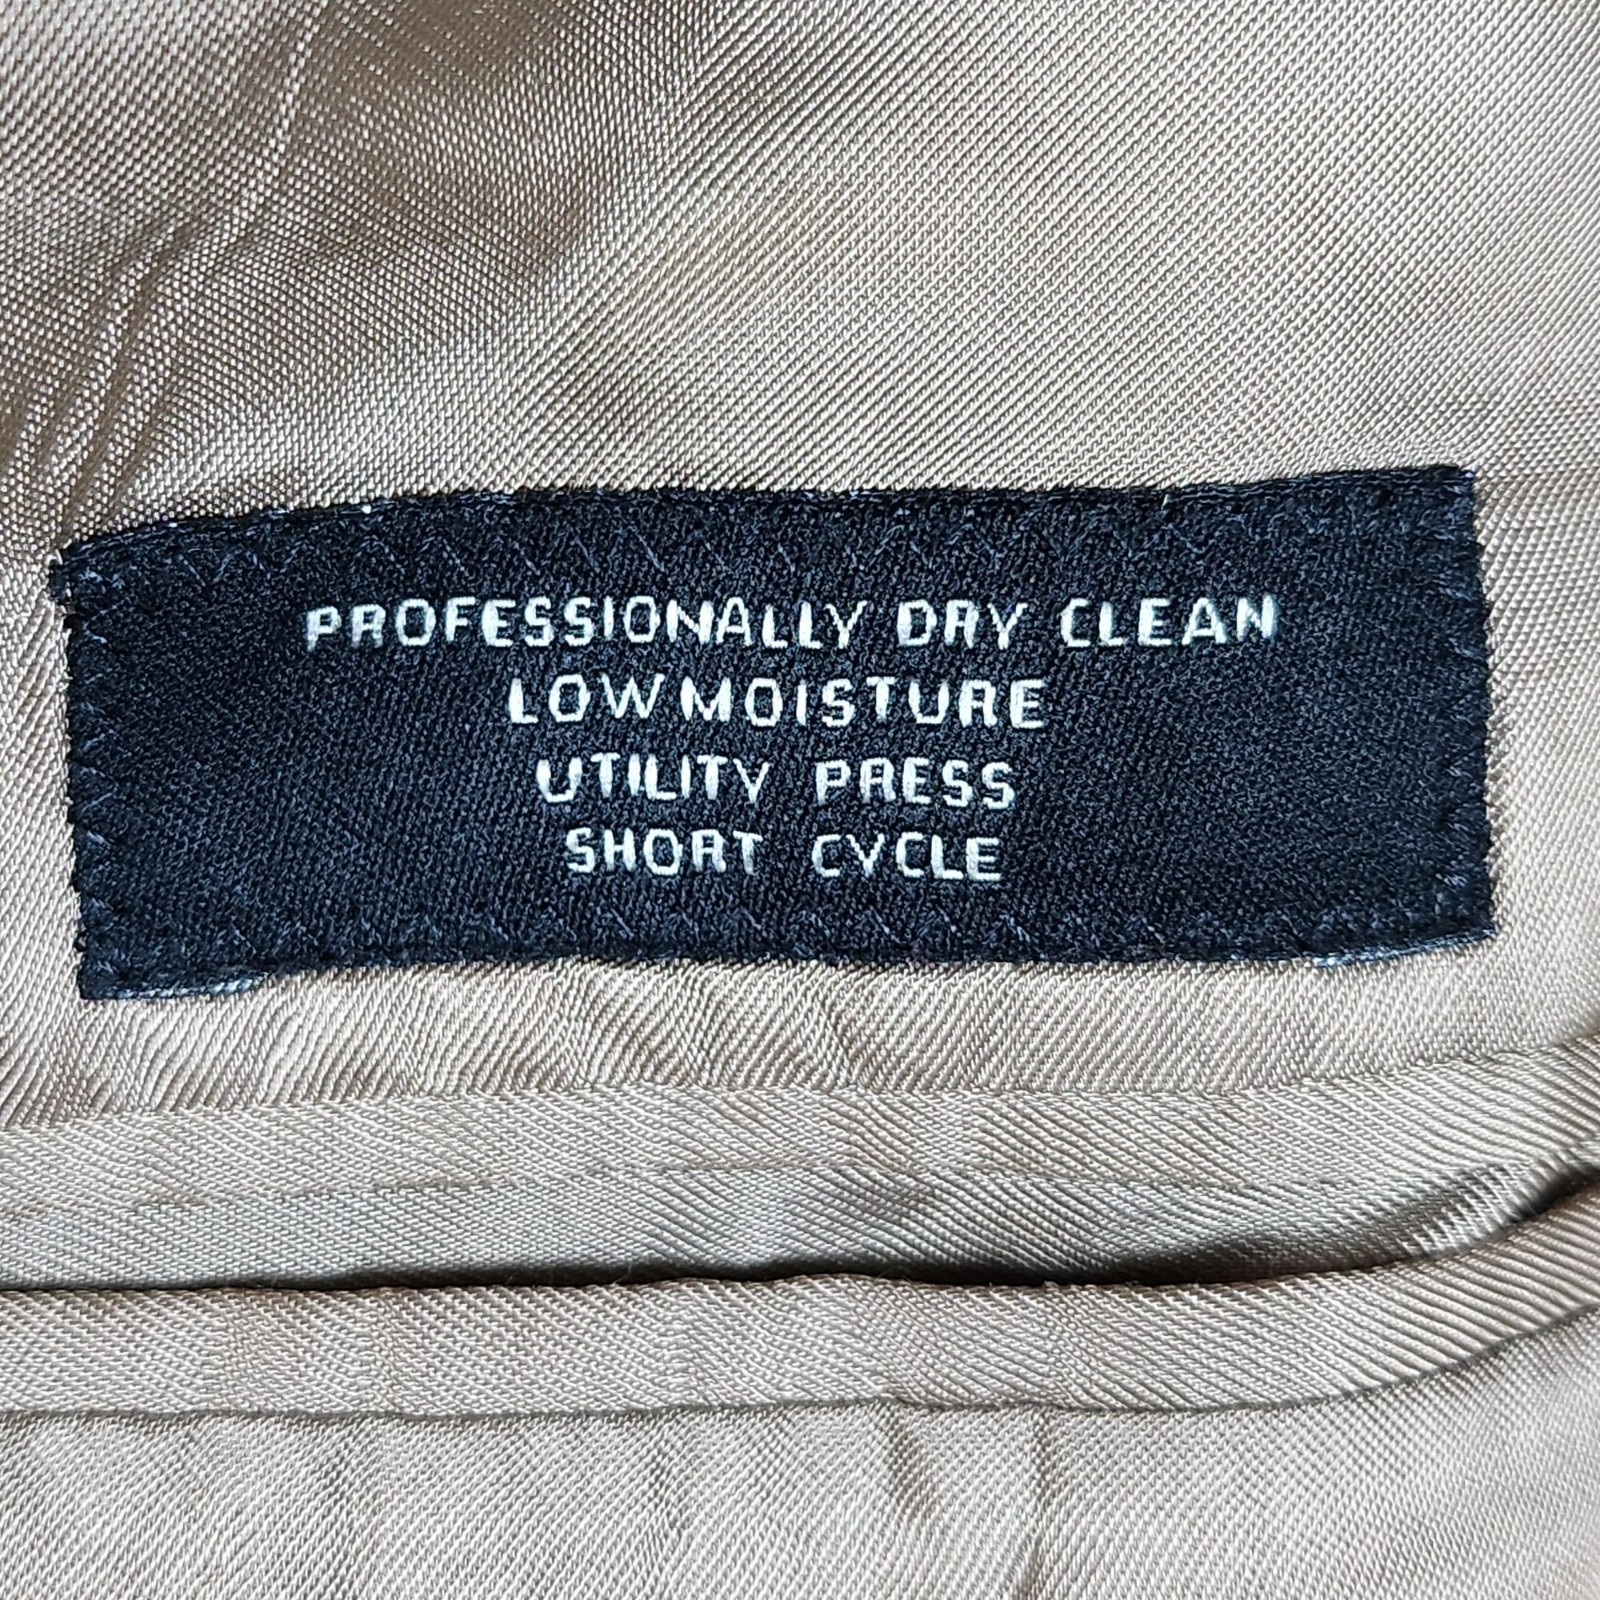 PROFESSIONALLY DRY CLEAN
LOW MOISTURE
UTILITY PRESS
SHORT CYCLE